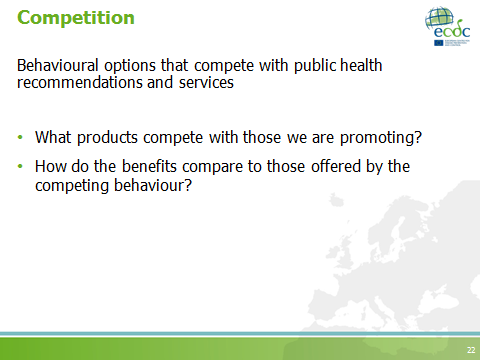 Competition
ecdc
Behavioural options that compete with public health
recommendations and services
• What products compete with those we are promoting?
• How do the benefits compare to those offered by the
competing behaviour?
22